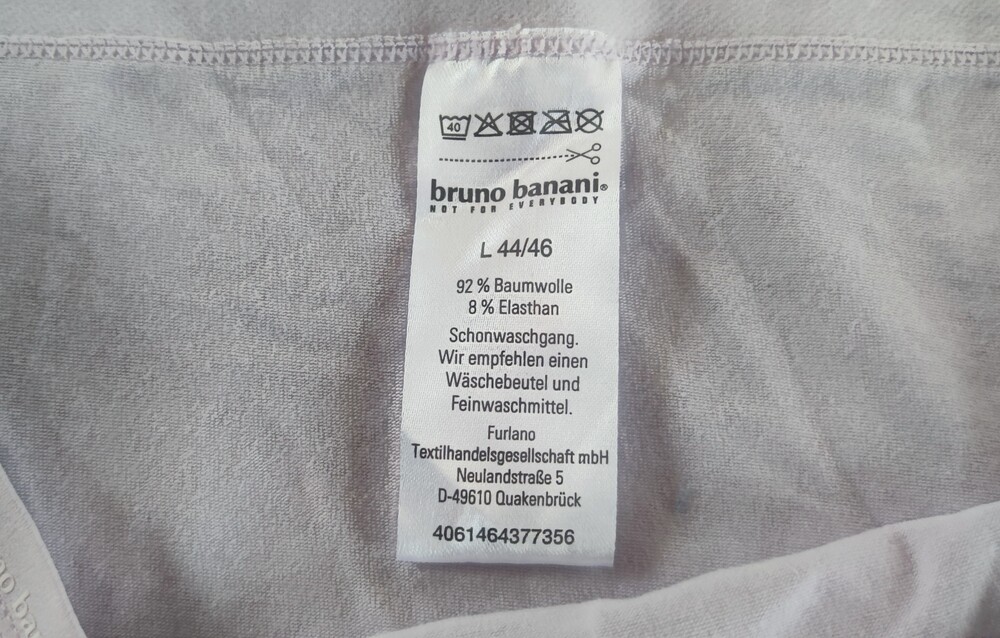 40
bruno banani®
NOT FOR EVERYBODY
L 44/46
92 % Baumwolle
8 % Elasthan
Schonwaschgang.
Wir empfehlen einen
Wäschebeutel und
Feinwaschmittel.
Furlano
Textilhandelsgesellschaft mbH
Neulandstraße 5
D-49610 Quakenbrück
4061464377356